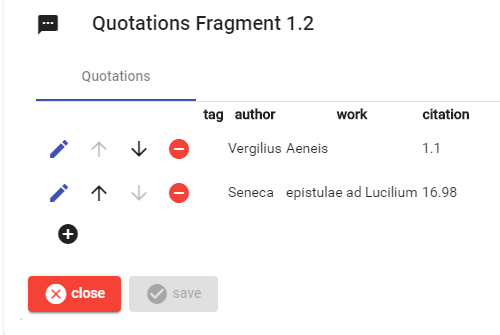 Quotations Fragment 1.2
Quotations
tag author work citation
Vergilius Aeneis 1.1
Seneca epistulae ad Lucilium 16.98
close save